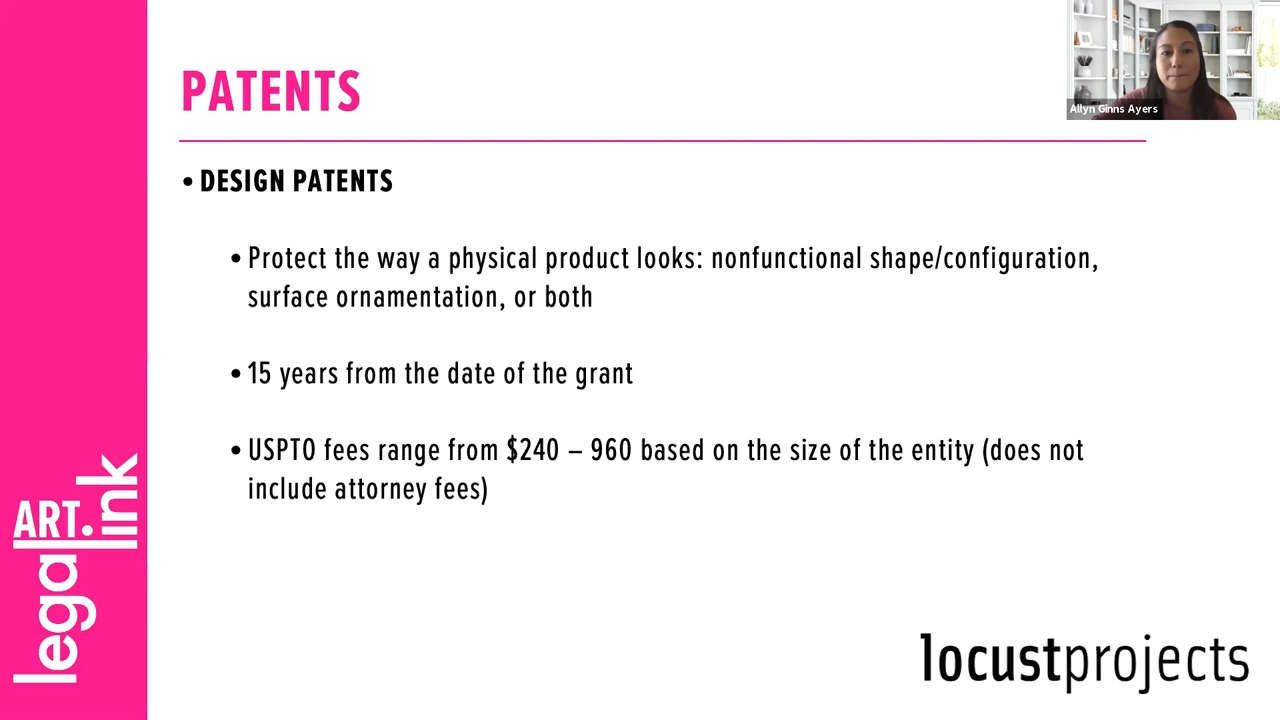 PATENTS
Allyn Ginns Ayers
• DESIGN PATENTS
• Protect the way a physical product looks: nonfunctional shape/configuration,
surface ornamentation, or both
• 15 years from the date of the grant
• USPTO fees range from $240 – 960 based on the size of the entity (does not
include attorney fees)
legal ART.link
locustprojects